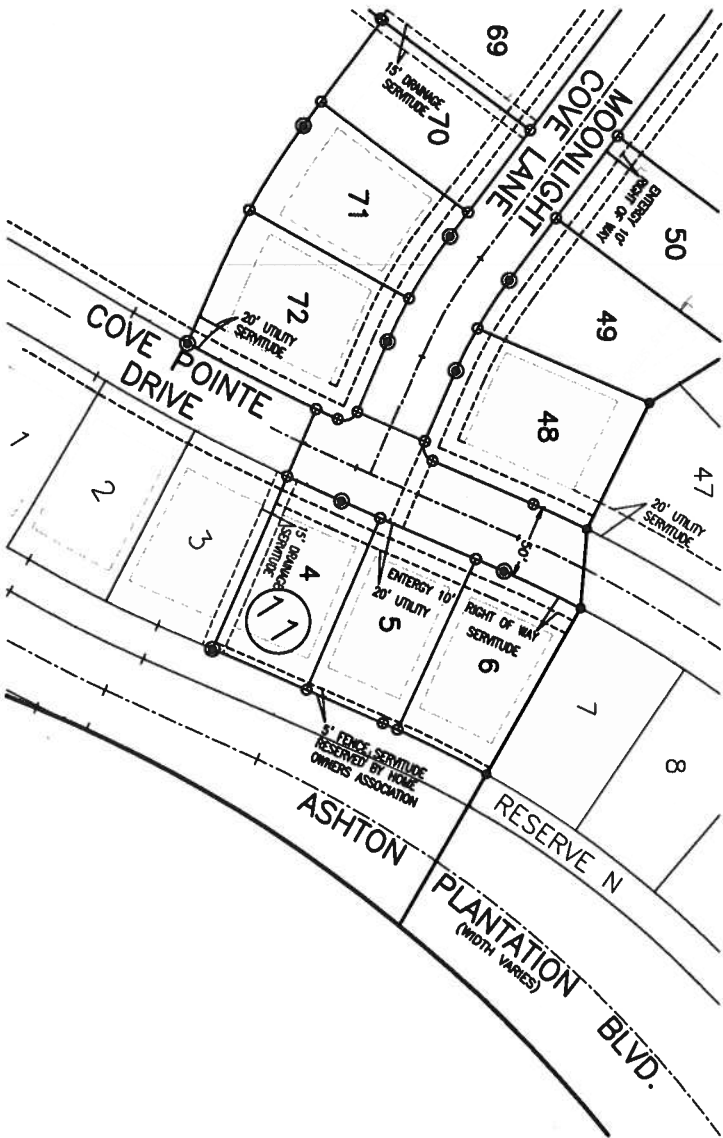 69
15' DRAINAGE
SERVITUDE
70
MOONLIGHT
COVE LANE
ENTERGY 10'
RIGHT OF WAY
50
71
49
72
20' UTILITY
SERVITUDE
48
47
20' UTILITY
SERVITUDE
COVE POINTE
DRIVE
50'
1
2
3
15' DRAINAGE
SERVITUDE
4
11
ENTERGY 10'
20' UTILITY
5
RIGHT OF WAY
SERVITUDE
6
7
8
5' FENCE SERVITUDE
RESERVED BY HOME
OWNERS ASSOCIATION
RESERVE N
ASHTON PLANTATION BLVD.
(WIDTH VARIES)